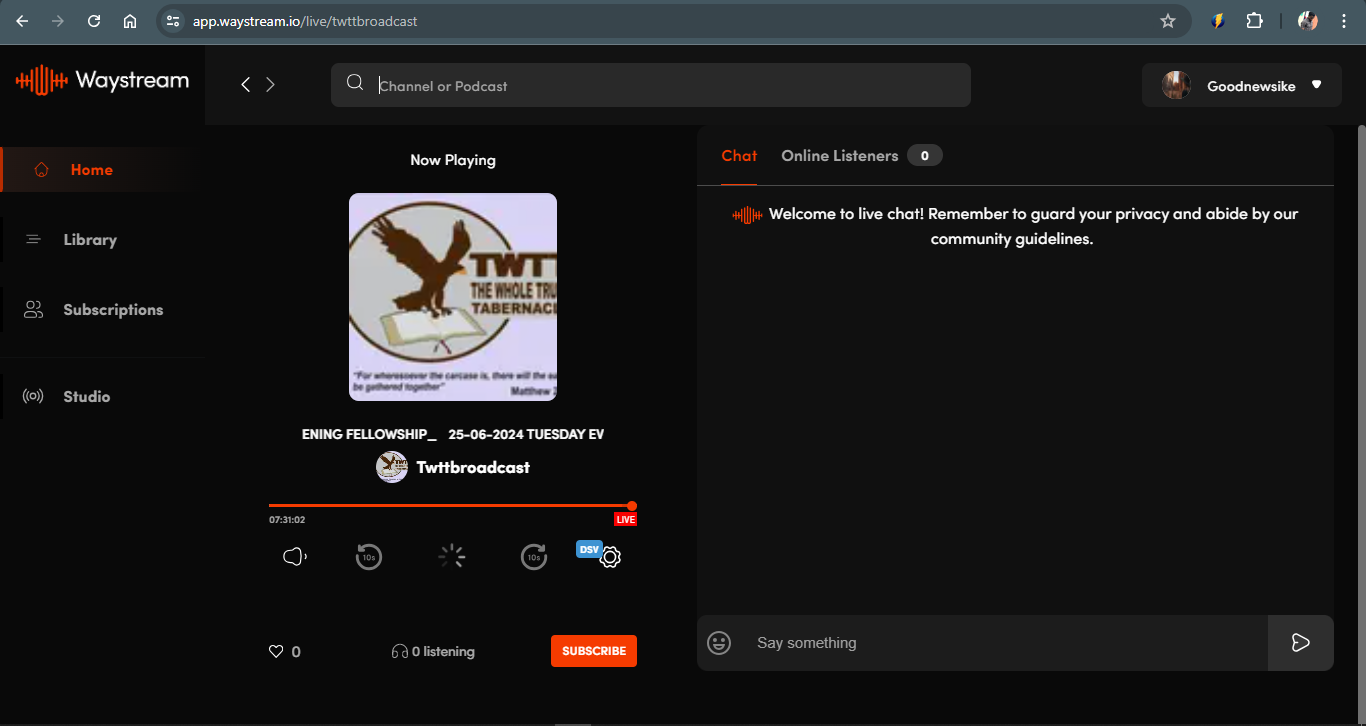 app.waystream.io/live/twttbroadcast
Waystream
Channel or Podcast
Goodnewsike
Home
Library
Subscriptions
Studio
Now Playing
TWTT
THE WHOLE TRU
TABERNAC
"For wheresoever the carcase is, there will the ea
be gathered together"
Matthew 2
ENING FELLOWSHIP_ 25-06-2024 TUESDAY EV
Twttbroadcast
07:31:02
LIVE
10s
10s
DSV
0
0 listening
SUBSCRIBE
Chat
Online Listeners 0
Welcome to live chat! Remember to guard your privacy and abide by our
community guidelines.
Say something